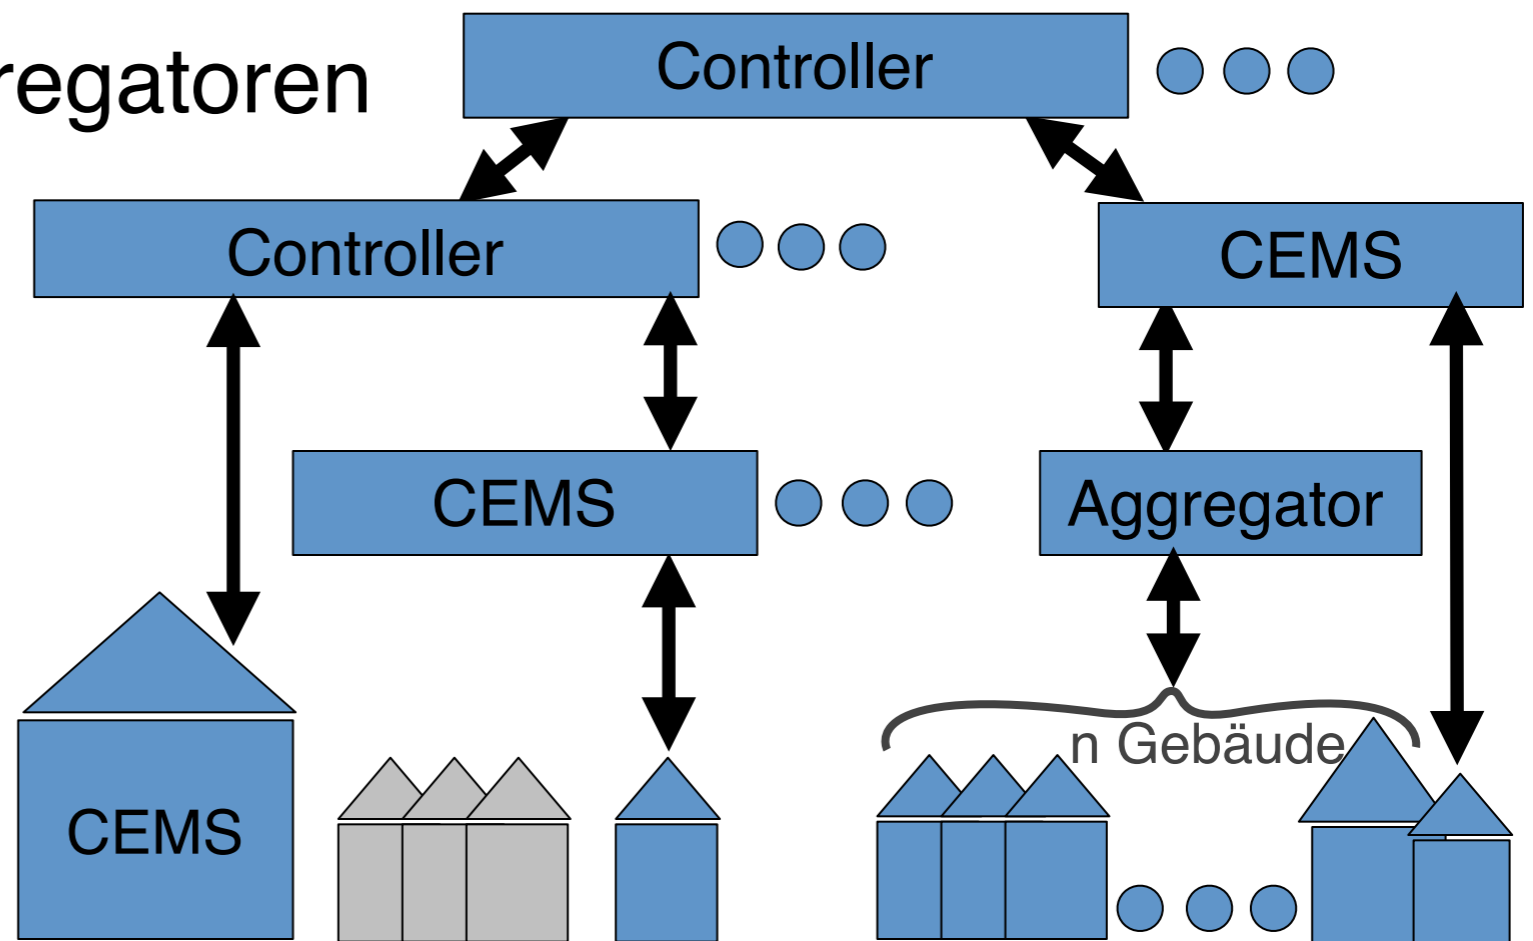 Controller
regatoren
Controller
CEMS
CEMS
Aggregator
n Gebäude
CEMS